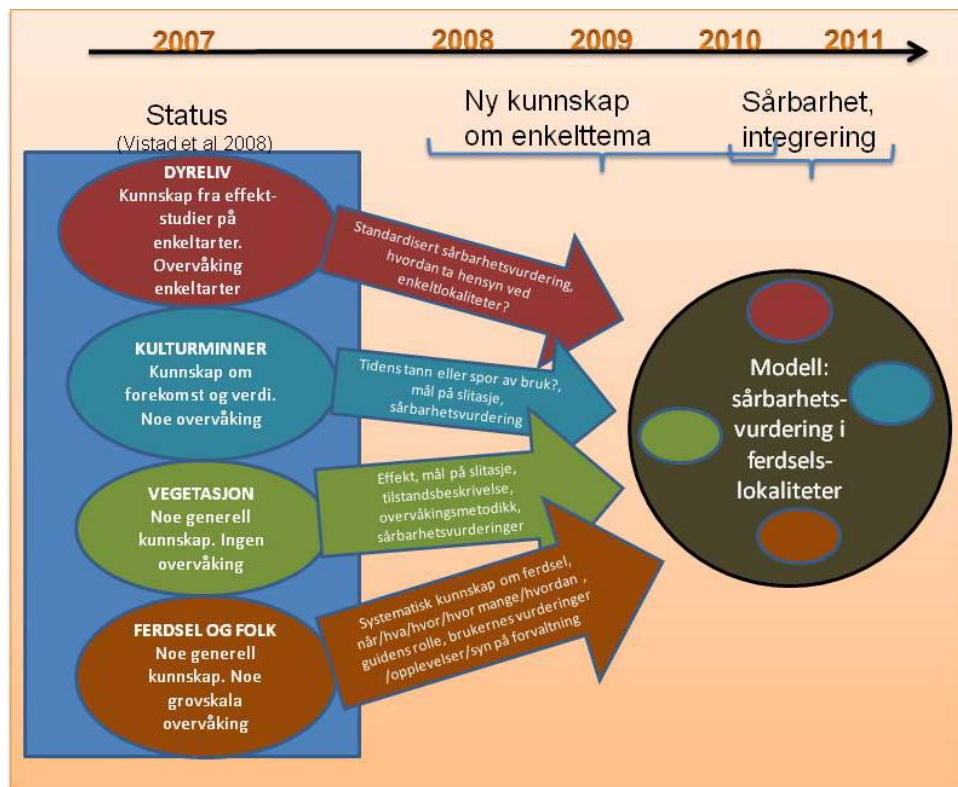 2007
2008
2009
2010
2011
Status
(Vistad et al 2008)
Ny kunnskap
om enkelttema
Sårbarhet,
integrering
DYRELIV
Kunnskap fra effekt-
studier på
enkeltarter.
Overvåking
enkeltarter
Standardisert sårbarhetsvurdering,
hvordan ta hensyn ved
enkeltlokaliteter?
KULTURMINNER
Kunnskap om
forekomst og verdi.
Noe overvåking
Tidens tann eller spor av bruk?,
mål på slitasje,
sårbarhetsvurdering
VEGETASJON
Noe generell
kunnskap. Ingen
overvåking
Effekt, mål på slitasje,
tilstandsbeskrivelse,
overvåkingsmetodikk,
sårbarhetsvurderinger
FERDSEL OG FOLK
Noe generell
kunnskap. Noe
grovskala
overvåking
Systematisk kunnskap om ferdsel,
når/hva/hvor/hvor mange/hvordan ,
guidens rolle, brukernes vurderinger
/opplevelser/syn på forvaltning
Modell:
sårbarhets-
vurdering i
ferdsels-
lokaliteter